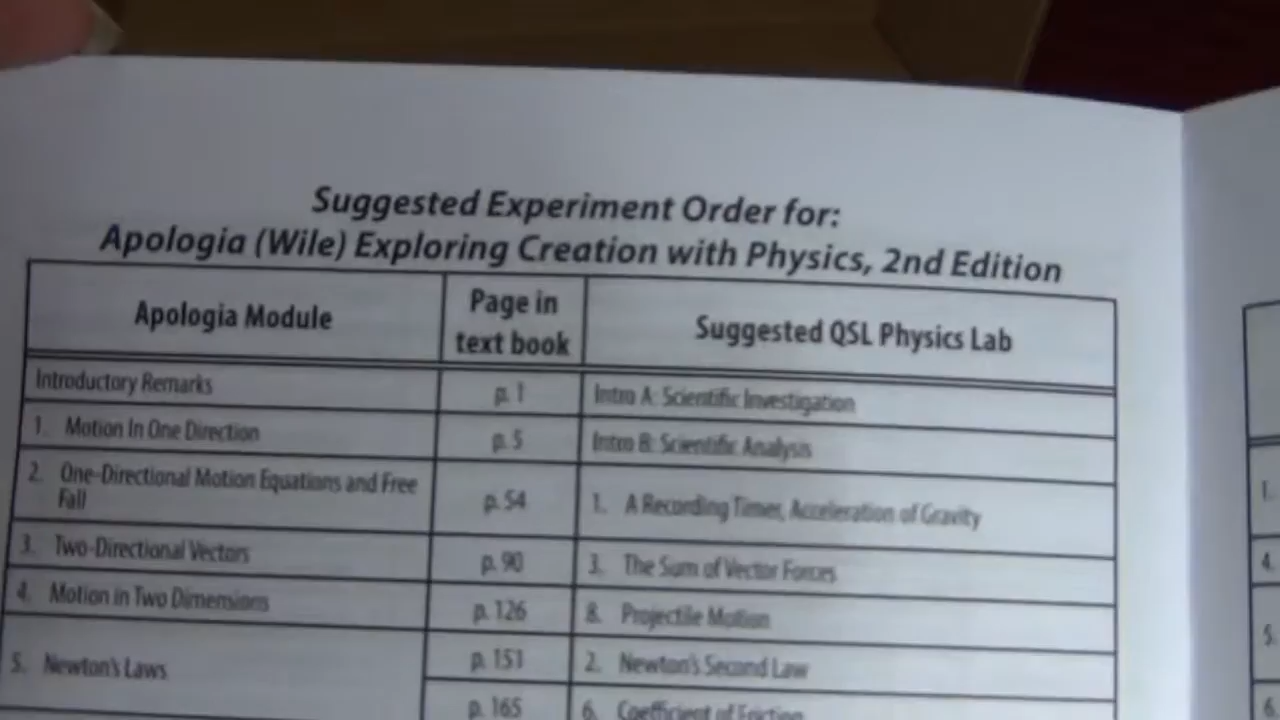 Suggested Experiment Order for:
Apologia (Wile) Exploring Creation with Physics, 2nd Edition
Apologia Module
Page in
text book
Suggested QSL Physics Lab
Introductory Remarks
p. 1
Intro A: Scientific Investigation
1. Motion In One Direction
p. 5
Intro B: Scientific Analysis
2. One-Directional Motion Equations and Free
Fall
p. 54
1. A Recording Timer, Acceleration of Gravity
3. Two-Directional Vectors
p. 90
3. The Sum of Vector Forces
4. Motion in Two Dimensions
p. 126
8. Projectile Motion
5. Newton's Laws
p. 151
2. Newton's Second Law
p. 165
6. Coefficient of Friction
1.
4.
5.
6.